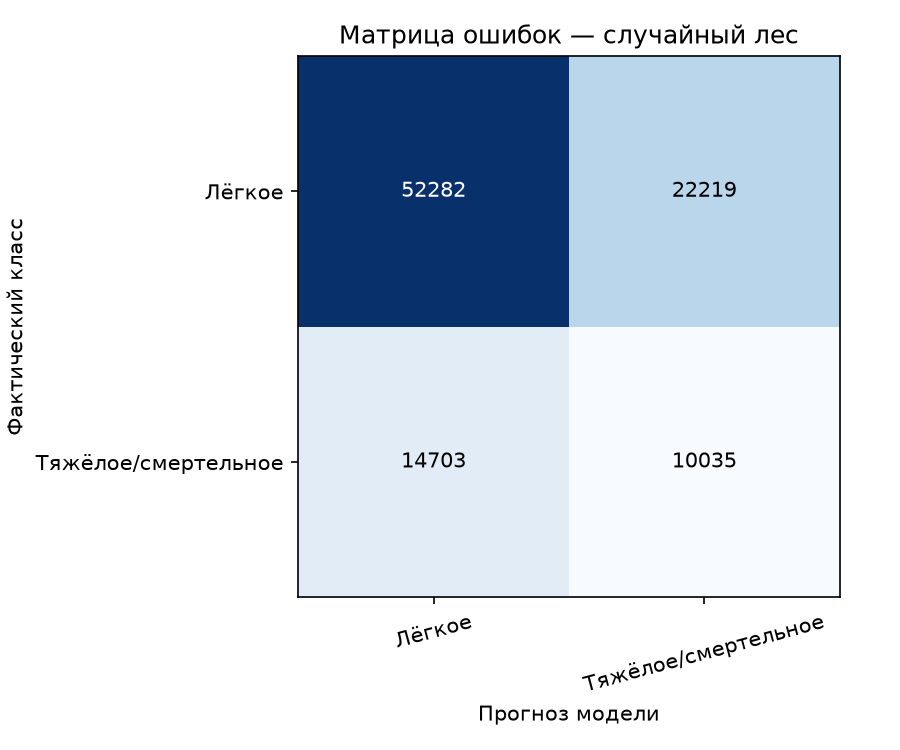 Матрица ошибок — случайный лес
Фактический класс
Лёгкое
52282
22219
Тяжёлое/смертельное
14703
10035
Лёгкое
Тяжёлое/смертельное
Прогноз модели